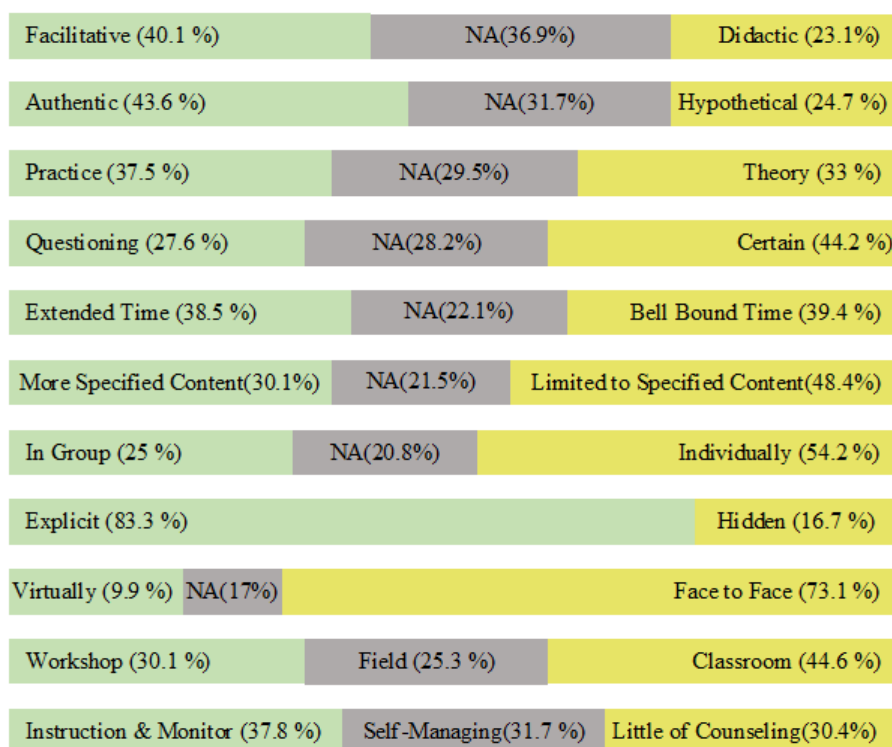 Facilitative (40.1 %) NA(36.9%) Didactic (23.1%)
Authentic (43.6 %) NA(31.7%) Hypothetical (24.7 %)
Practice (37.5 %) NA(29.5%) Theory (33 %)
Questioning (27.6 %) NA(28.2%) Certain (44.2 %)
Extended Time (38.5 %) NA(22.1%) Bell Bound Time (39.4 %)
More Specified Content(30.1%) NA(21.5%) Limited to Specified Content(48.4%)
In Group (25 %) NA(20.8%) Individually (54.2 %)
Explicit (83.3 %) Hidden (16.7 %)
Virtually (9.9 %) NA(17%) Face to Face (73.1 %)
Workshop (30.1 %) Field (25.3 %) Classroom (44.6 %)
Instruction & Monitor (37.8 %) Self-Managing(31.7 %) Little of Counseling(30.4%)